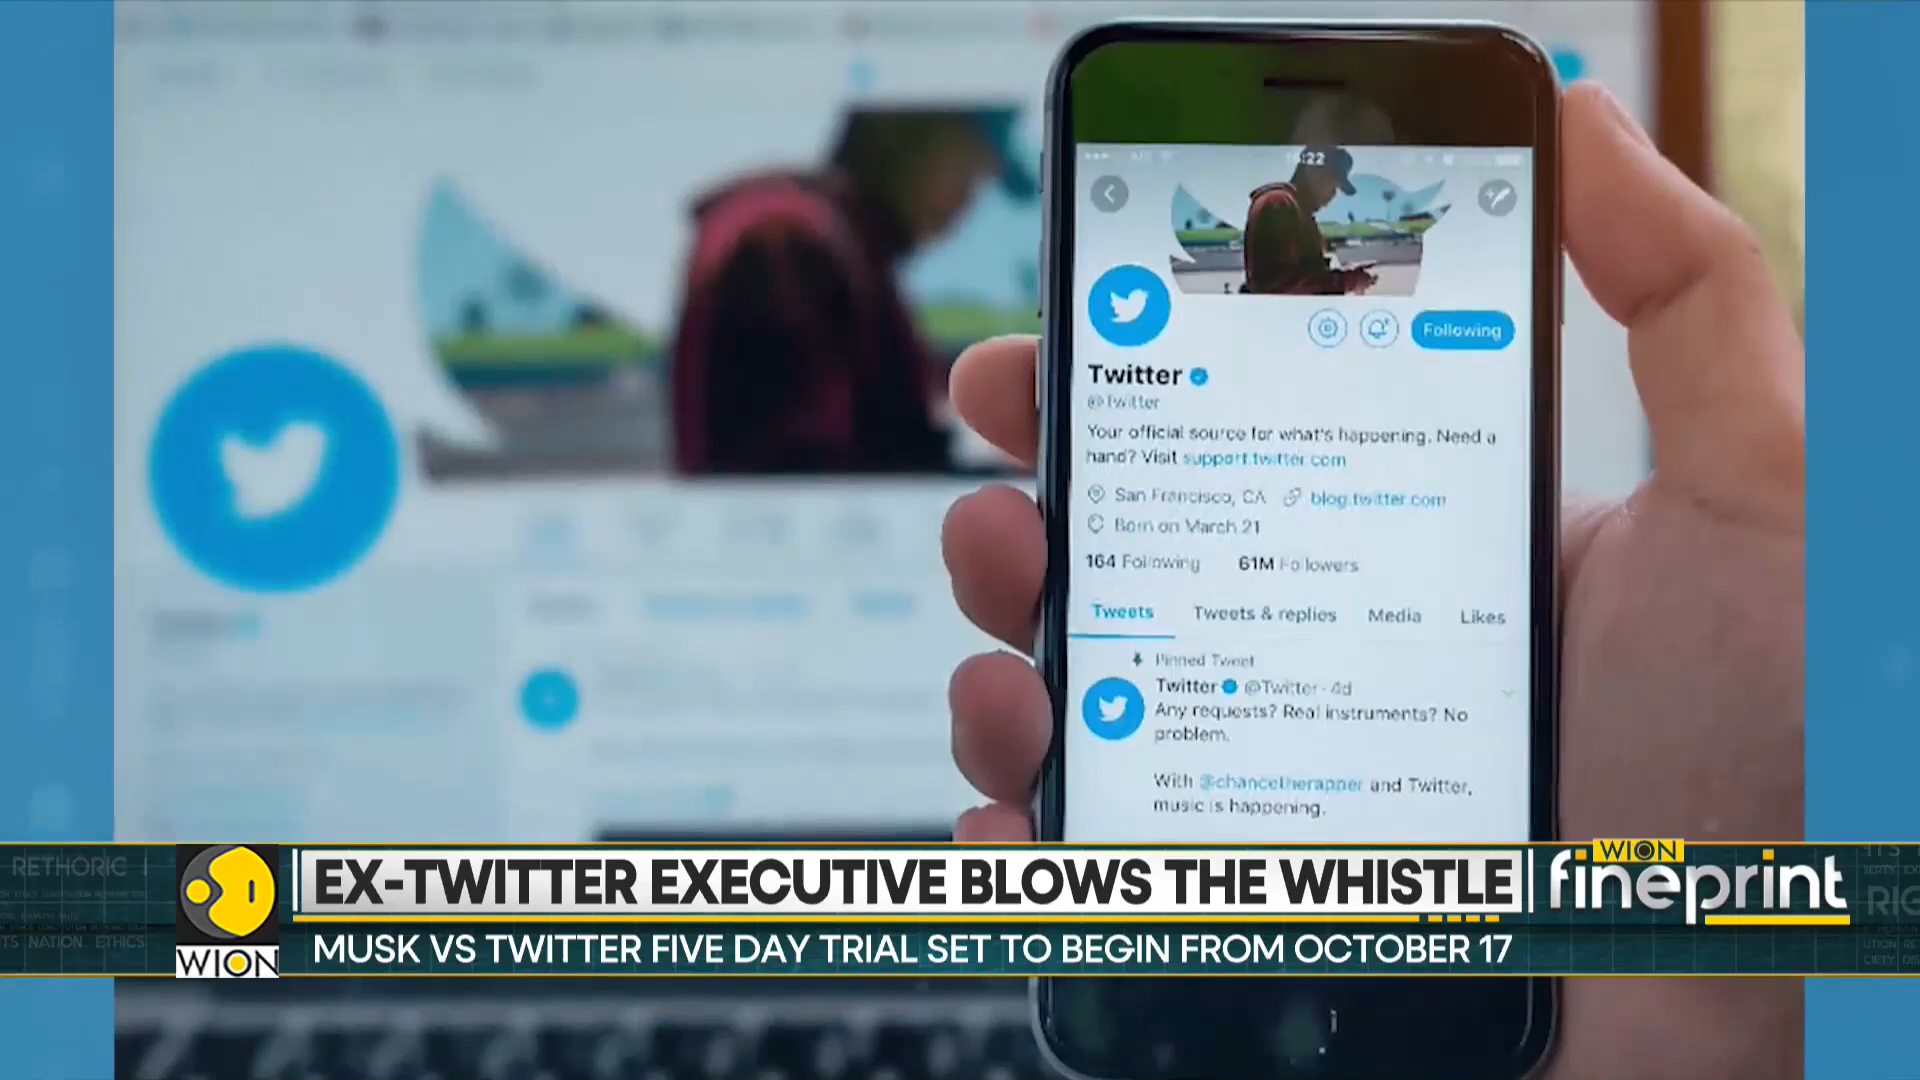 :22
Following
Twitter
@Twitter
Your official source for what's happening. Need a
hand? Visit support.twitter.com
San Francisco, CA blog.twitter.com
Born on March 21
164 Following 61M Followers
Tweets Tweets & replies Media Likes
Pinned Tweet
Twitter @Twitter · 4d
Any requests? Real instruments? No
problem.
With @chancetherapper and Twitter,
music is happening.
RETHORIC
NATION ETHICS
WION
EX-TWITTER EXECUTIVE BLOWS THE WHISTLE
MUSK VS TWITTER FIVE DAY TRIAL SET TO BEGIN FROM OCTOBER 17
WION
fineprint